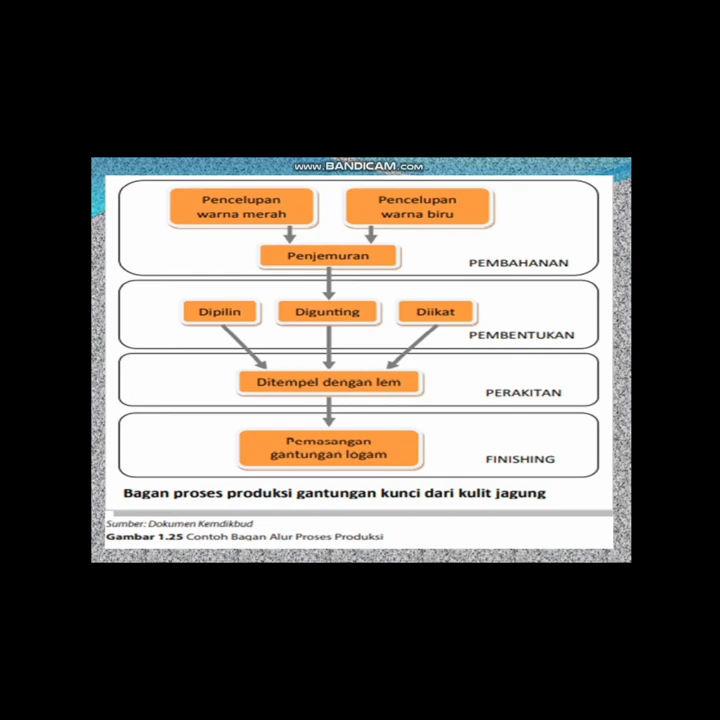 www.BANDICAM.com
Pencelupan
warna merah
Pencelupan
warna biru
Penjemuran
PEMBAHANAN
Dipilin
Digunting
Diikat
PEMBENTUKAN
Ditempel dengan lem
PERAKITAN
Pemasangan
gantungan logam
FINISHING
Bagan proses produksi gantungan kunci dari kulit jagung
Sumber: Dokumen Kemdikbud
Gambar 1.25 Contoh Bagan Alur Proses Produksi